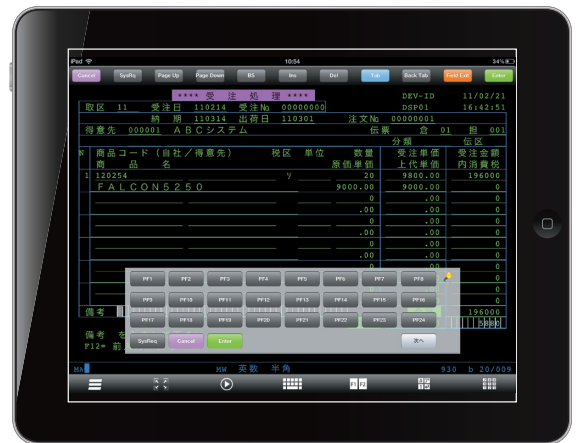 iPad 10:54 34%
Cancel SysRq Page Up Page Down BS Ins Del Tab Back Tab Field Exit Enter
**** 受 注 処 理 **** DEV-ID 11/02/21
取区 11 受注日 110214 受注No 00000000 DSP01 16:42:51
納 期 110314 出荷日 110301 注文No 00000001
得意先 000001 ABCシステム 伝票 倉 01 担 001
分類 伝区
N 商品コード(自社/得意先) 税区 単位 数量 受注単価 受注金額
商 品 名 原価単価 上代単価 内消費税
1 120254 ソ 20 9800.00 196000
FALCON5250 9000.00 9000.00 0
0 .00 0
.00 .00 0
0 .00 0
.00 .00 0
0 .00 0
.00 .00 0
0 0
PF1 PF2 PF3 PF4 PF5 PF6 PF7 PF8
0
PF9 PF10 PF11 PF12 PF13 PF14 PF15 PF16
0
備考 196000
PF17 PF18 PF19 PF20 PF21 PF22 PF23 PF24
5880
備考 を
SysReq Cancel Enter 次へ
F12= 前
MA MW 英数 半角 930 b 20/009
F1 F2